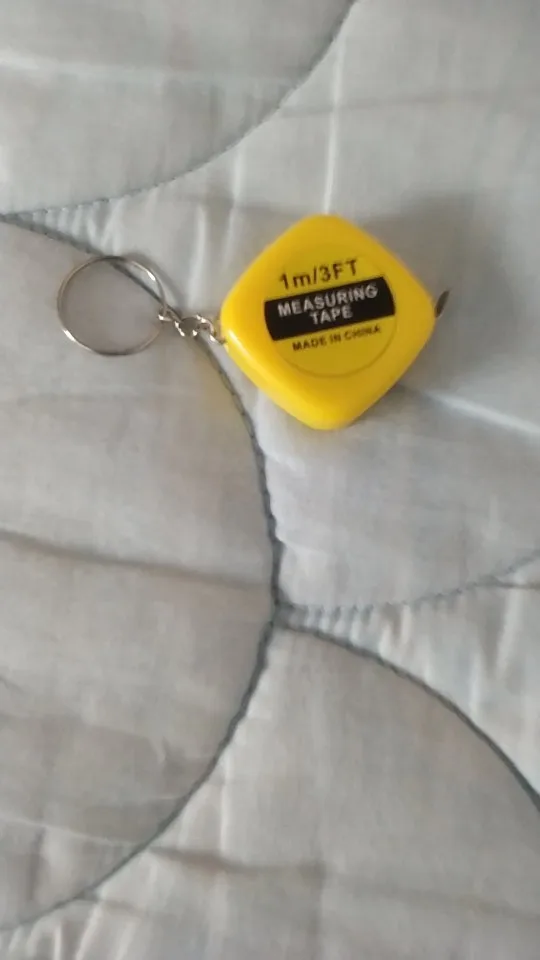 1m/3FT
MEASURING
TAPE
MADE IN CHINA